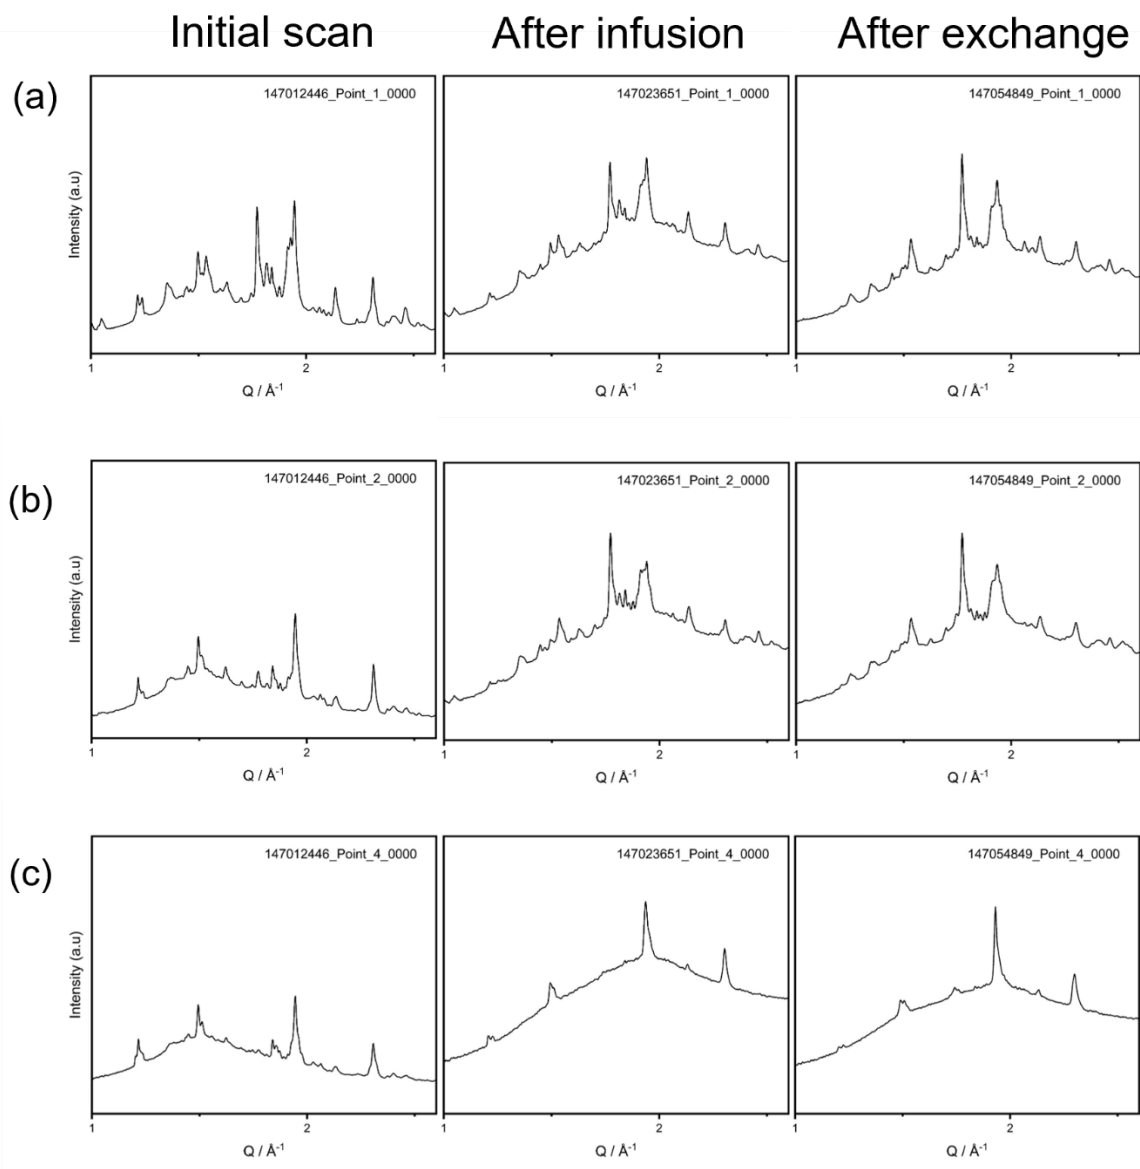 Initial scan
After infusion
After exchange
(a)
147012446_Point_1_0000
147023651_Point_1_0000
147054849_Point_1_0000
Intensity (a.u)
1
2
1
2
1
2
Q / Å⁻¹
Q / Å⁻¹
Q / Å⁻¹
(b)
147012446_Point_2_0000
147023651_Point_2_0000
147054849_Point_2_0000
Intensity (a.u)
1
2
1
2
1
2
Q / Å⁻¹
Q / Å⁻¹
Q / Å⁻¹
(c)
147012446_Point_4_0000
147023651_Point_4_0000
147054849_Point_4_0000
Intensity (a.u)
1
2
1
2
1
2
Q / Å⁻¹
Q / Å⁻¹
Q / Å⁻¹